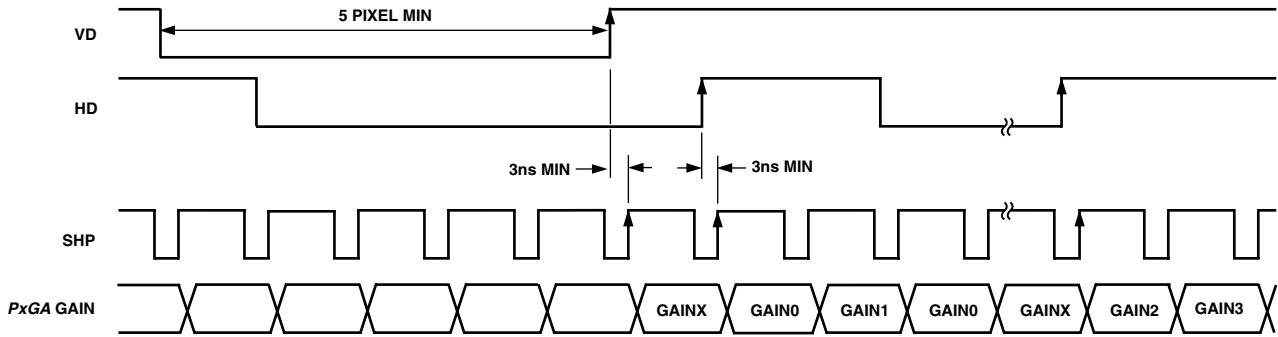 5 PIXEL MIN
VD
HD
3ns MIN
3ns MIN
SHP
PxGA GAIN
GAINX
GAIN0
GAIN1
GAIN0
GAINX
GAIN2
GAIN3